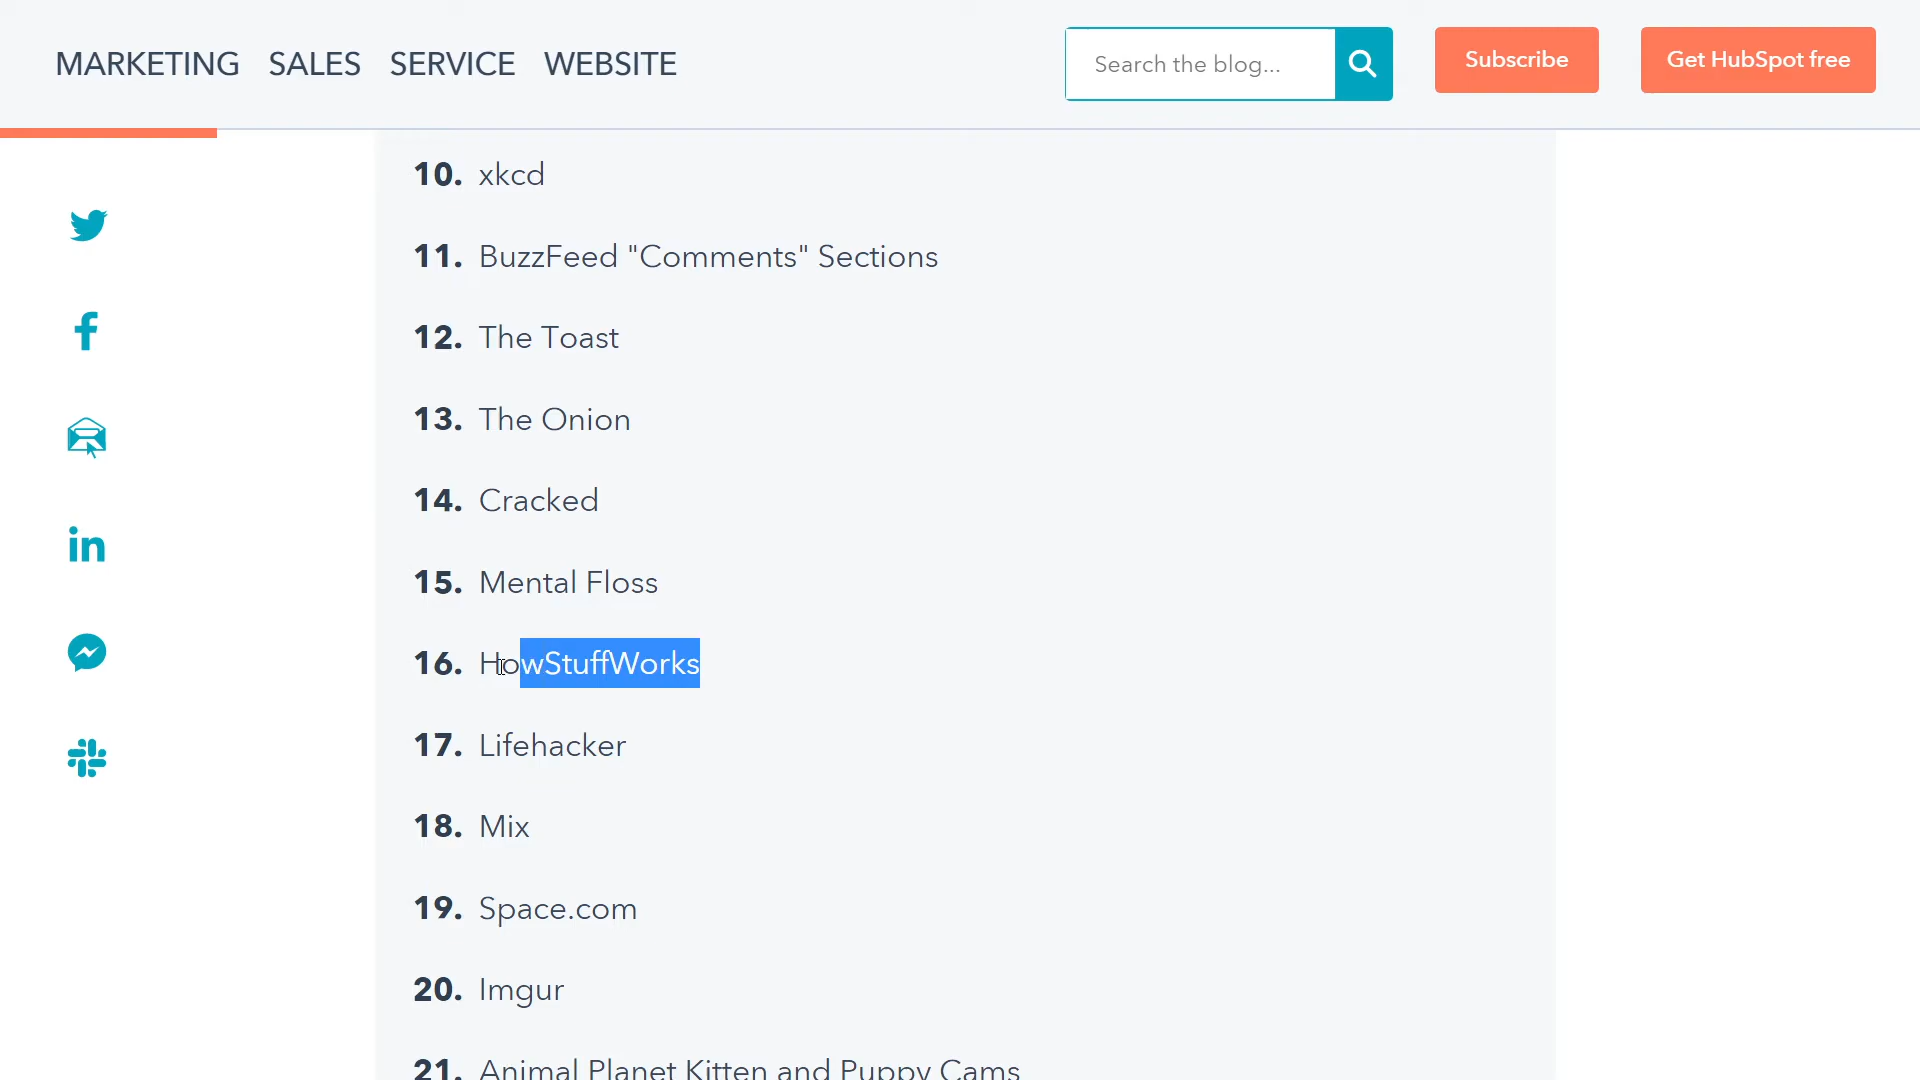 MARKETING SALES SERVICE WEBSITE
Search the blog...
Subscribe
Get HubSpot free
10. xkcd
11. BuzzFeed "Comments" Sections
12. The Toast
13. The Onion
14. Cracked
15. Mental Floss
16. HowStuffWorks
17. Lifehacker
18. Mix
19. Space.com
20. Imgur
21. Animal Planet Kitten and Puppy Cams